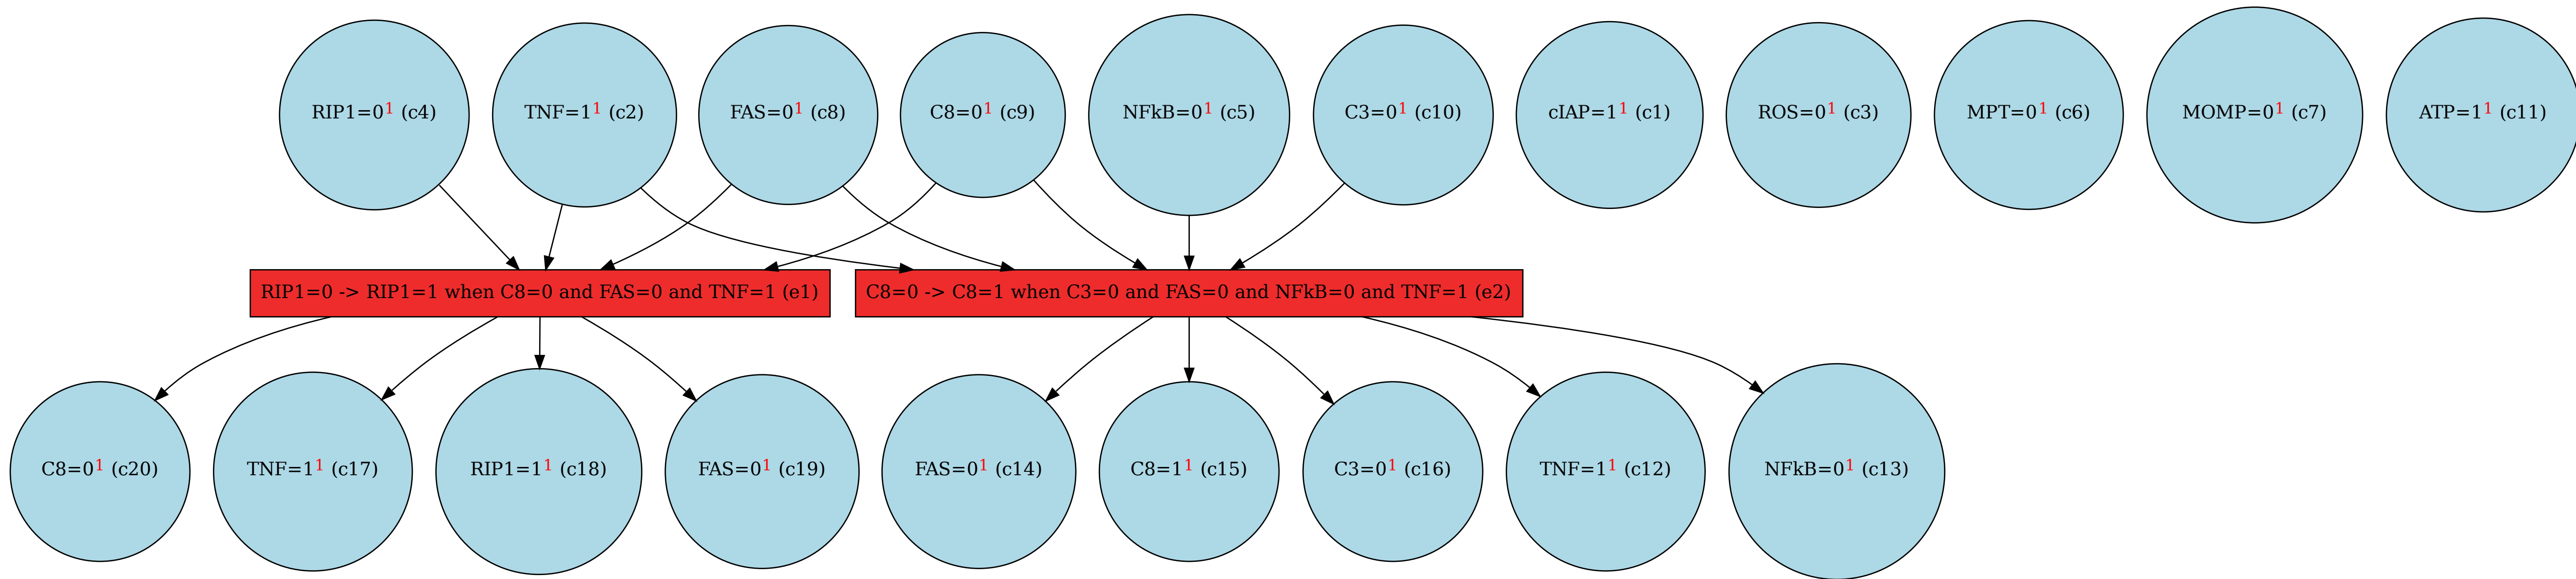 RIP1=0¹ (c4)
TNF=1¹ (c2)
FAS=0¹ (c8)
C8=0¹ (c9)
NFkB=0¹ (c5)
C3=0¹ (c10)
cIAP=1¹ (c1)
ROS=0¹ (c3)
MPT=0¹ (c6)
MOMP=0¹ (c7)
ATP=1¹ (c11)
RIP1=0 -> RIP1=1 when C8=0 and FAS=0 and TNF=1 (e1)
C8=0 -> C8=1 when C3=0 and FAS=0 and NFkB=0 and TNF=1 (e2)
C8=0¹ (c20)
TNF=1¹ (c17)
RIP1=1¹ (c18)
FAS=0¹ (c19)
FAS=0¹ (c14)
C8=1¹ (c15)
C3=0¹ (c16)
TNF=1¹ (c12)
NFkB=0¹ (c13)